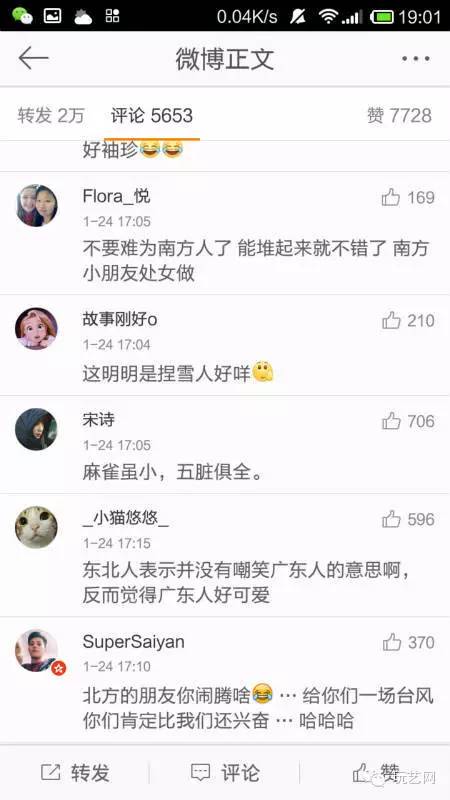 0.04K/s 19:01
微博正文
转发 2万 评论 5653 赞 7728
好袖珍😂😂
Flora_悦 169
1-24 17:05
不要难为南方人了 能堆起来就不错了 南方
小朋友处女做
故事刚好o 210
1-24 17:04
这明明是捏雪人好咩🤔
宋诗 706
1-24 17:05
麻雀虽小，五脏俱全。
_小猫悠悠_ 596
1-24 17:15
东北人表示并没有嘲笑广东人的意思啊，
反而觉得广东人好可爱
SuperSaiyan 370
1-24 17:10
北方的朋友你闹腾啥😂 … 给你们一场台风
你们肯定比我们还兴奋 … 哈哈哈
转发 评论 赞
玩艺网